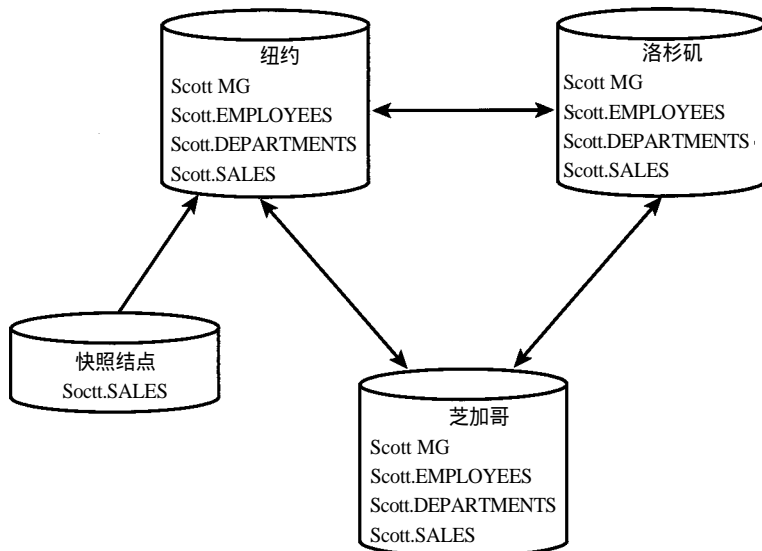 纽约
Scott MG
Scott.EMPLOYEES
Scott.DEPARTMENTS
Scott.SALES
洛杉矶
Scott MG
Scott.EMPLOYEES
Scott.DEPARTMENTS
Scott.SALES
快照结点
Soctt.SALES
芝加哥
Scott MG
Scott.EMPLOYEES
Scott.DEPARTMENTS
Scott.SALES